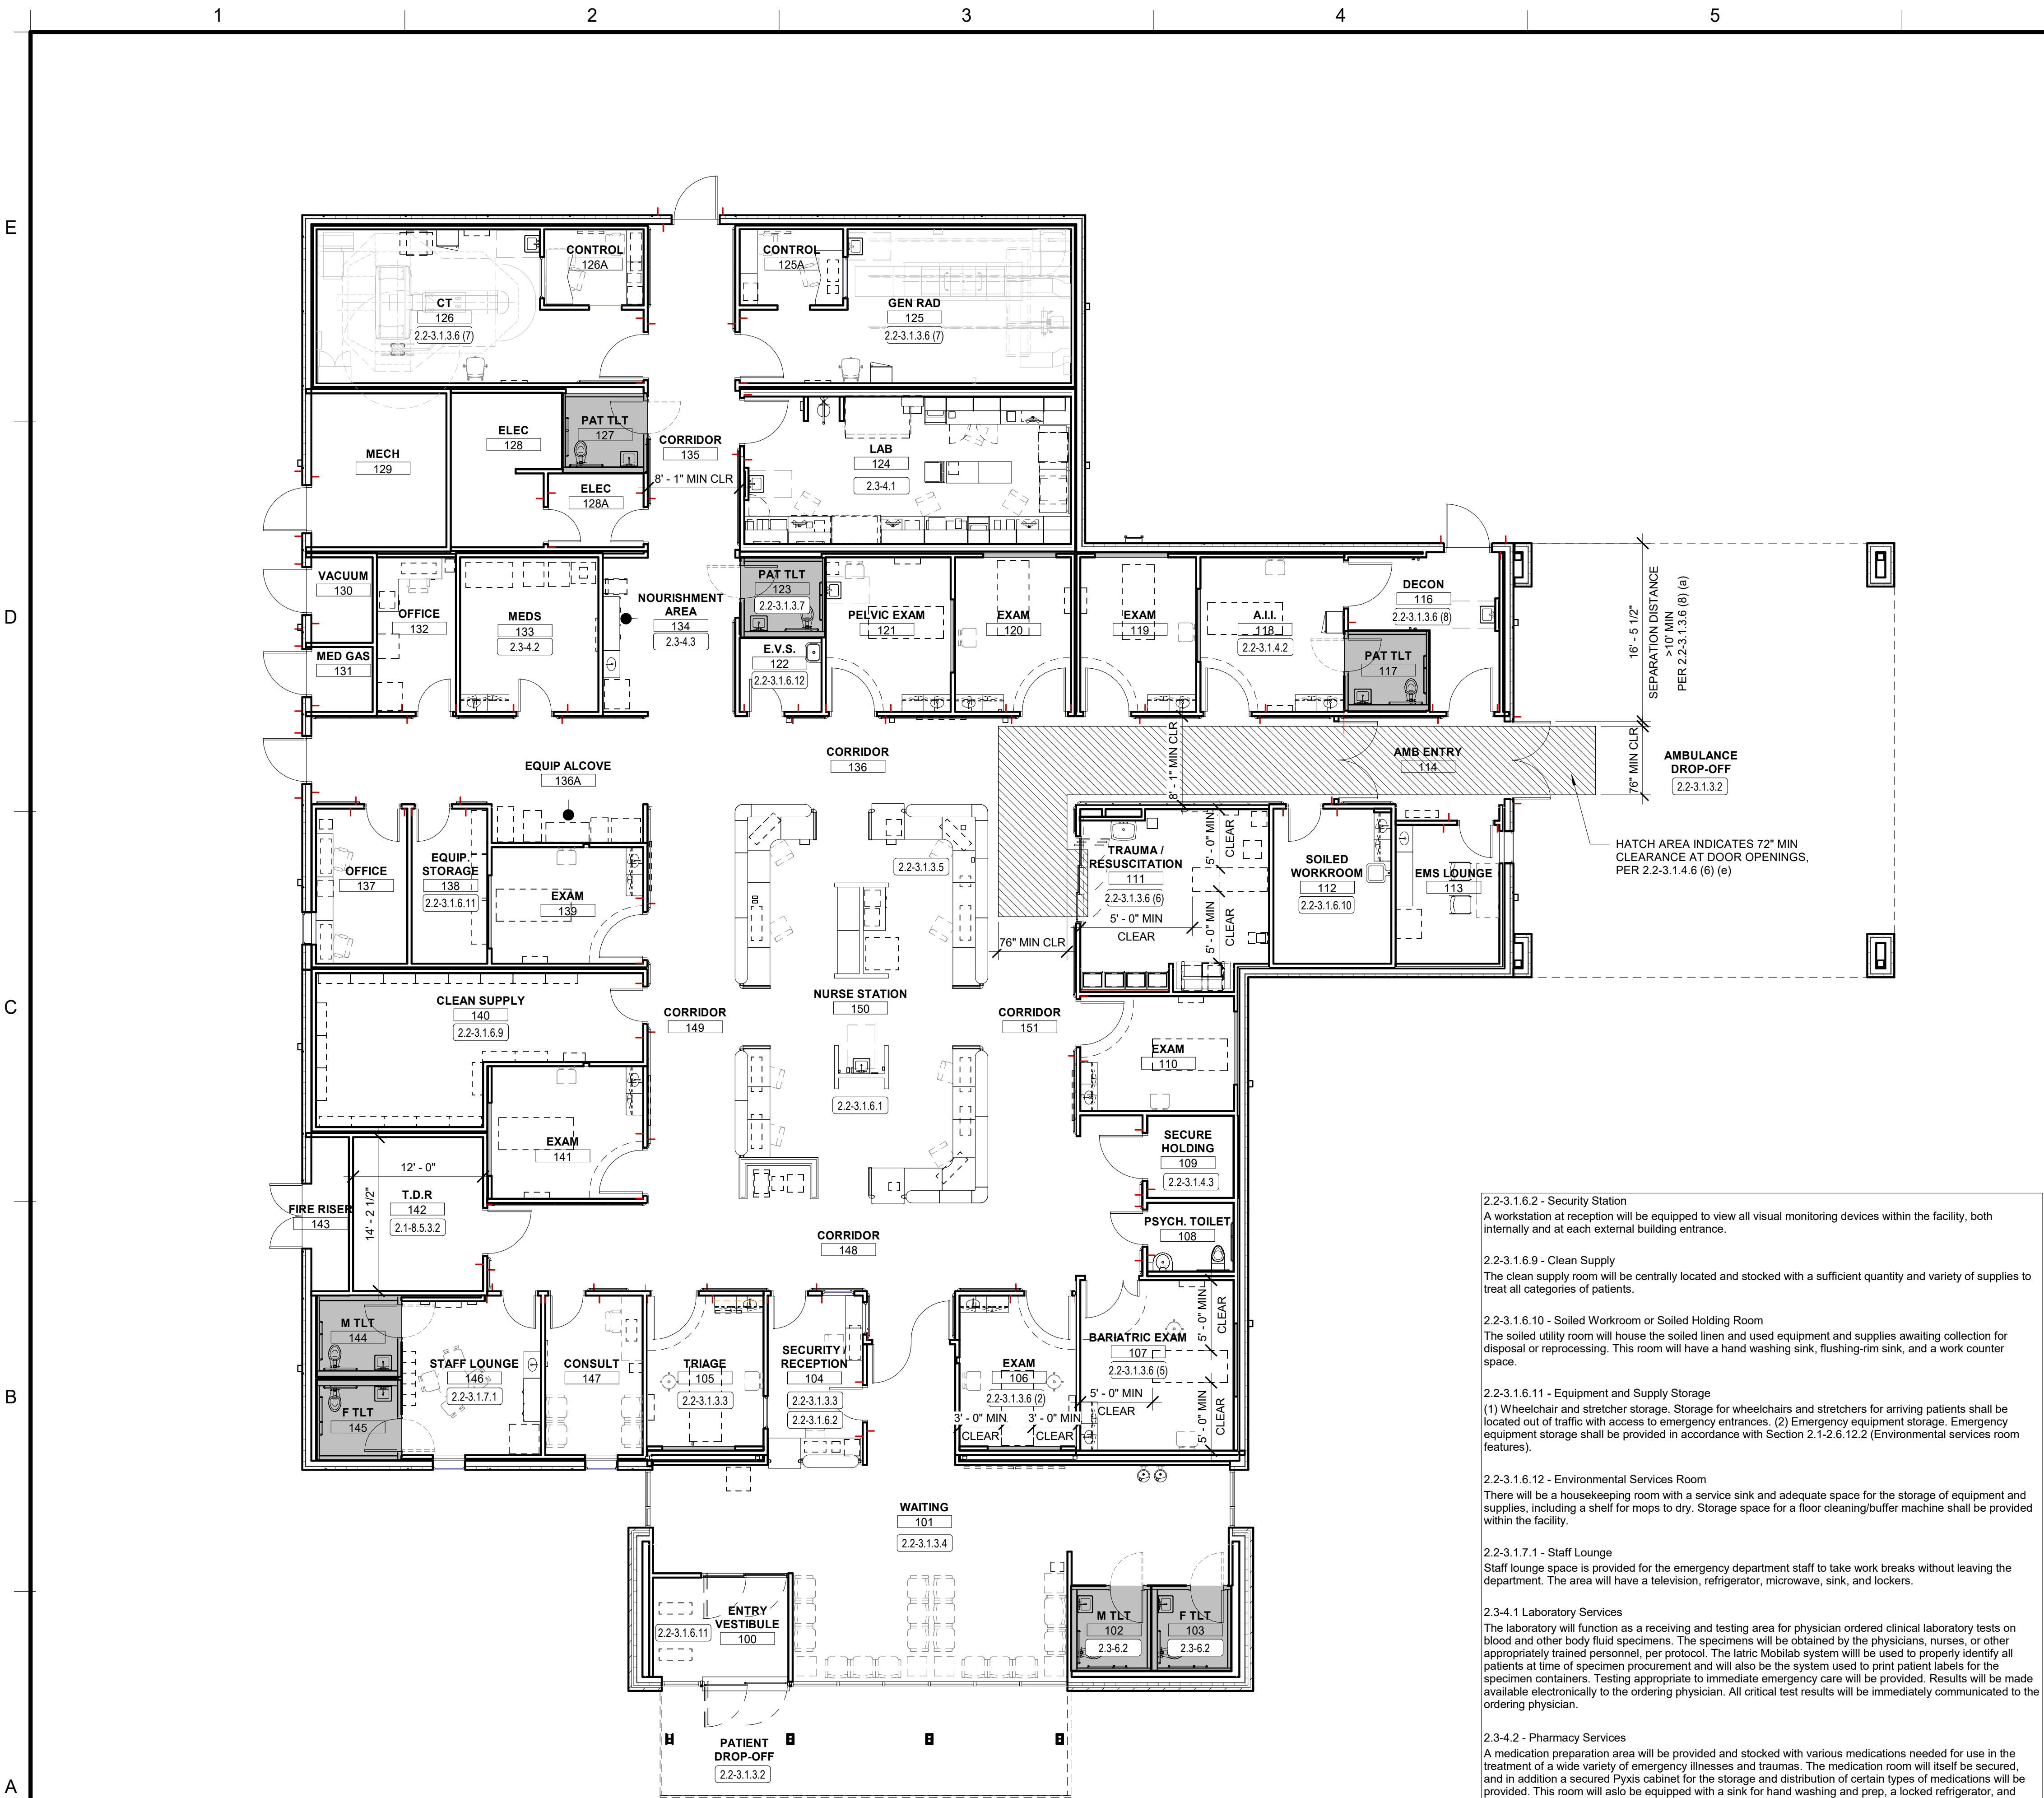 1 2 3 4 5
E
CONTROL
126A
CONTROL
125A
CT
126
2.2-3.1.3.6 (7)
GEN RAD
125
2.2-3.1.3.6 (7)
PAT TLT
127
ELEC
128
CORRIDOR
135
MECH
129
LAB
124
2.3-4.1
8' - 1" MIN CLR
ELEC
128A
D
VACUUM
130
OFFICE
132
MEDS
133
2.3-4.2
NOURISHMENT
AREA
134
2.3-4.3
PAT TLT
123
2.2-3.1.3.7
PELVIC EXAM
121
EXAM
120
EXAM
119
A.I.I.
118
2.2-3.1.4.2
DECON
116
2.2-3.1.3.6 (8)
16' - 5 1/2"
SEPARATION DISTANCE
>10' MIN
PER 2.2-3.1.3.6 (8) (a)
MED GAS
131
E.V.S.
122
2.2-3.1.6.12
PAT TLT
117
EQUIP ALCOVE
136A
CORRIDOR
136
8' - 1" MIN CLR
AMB ENTRY
114
76" MIN CLR
AMBULANCE
DROP-OFF
2.2-3.1.3.2
HATCH AREA INDICATES 72" MIN
CLEARANCE AT DOOR OPENINGS,
PER 2.2-3.1.4.6 (6) (e)
OFFICE
137
EQUIP.
STORAGE
138
2.2-3.1.6.11
EXAM
139
2.2-3.1.3.5
TRAUMA /
RESUSCITATION
111
2.2-3.1.3.6 (6)
5' - 0" MIN
CLEAR
5' - 0" MIN
CLEAR
5' - 0" MIN
CLEAR
SOILED
WORKROOM
112
2.2-3.1.6.10
EMS LOUNGE
113
76" MIN CLR
C
CLEAN SUPPLY
140
2.2-3.1.6.9
CORRIDOR
149
NURSE STATION
150
CORRIDOR
151
EXAM
110
2.2-3.1.6.1
EXAM
141
SECURE
HOLDING
109
2.2-3.1.4.3
12' - 0"
14' - 2 1/2"
T.D.R
142
2.1-8.5.3.2
FIRE RISER
143
PSYCH. TOILET
108
CORRIDOR
148
B
M TLT
144
STAFF LOUNGE
146
2.2-3.1.7.1
F TLT
145
CONSULT
147
TRIAGE
105
2.2-3.1.3.3
SECURITY /
RECEPTION
104
2.2-3.1.3.3
2.2-3.1.6.2
EXAM
106
2.2-3.1.3.6 (2)
3' - 0" MIN
CLEAR
3' - 0" MIN
CLEAR
BARIATRIC EXAM
107
2.2-3.1.3.6 (5)
5' - 0" MIN
CLEAR
5' - 0" MIN
CLEAR
5' - 0" MIN
CLEAR
WAITING
101
2.2-3.1.3.4
ENTRY
VESTIBULE
100
2.2-3.1.6.11
M TLT
102
2.3-6.2
F TLT
103
2.3-6.2
A
PATIENT
DROP-OFF
2.2-3.1.3.2
2.2-3.1.6.2 - Security Station
A workstation at reception will be equipped to view all visual monitoring devices within the facility, both
internally and at each external building entrance.
2.2-3.1.6.9 - Clean Supply
The clean supply room will be centrally located and stocked with a sufficient quantity and variety of supplies to
treat all categories of patients.
2.2-3.1.6.10 - Soiled Workroom or Soiled Holding Room
The soiled utility room will house the soiled linen and used equipment and supplies awaiting collection for
disposal or reprocessing. This room will have a hand washing sink, flushing-rim sink, and a work counter
space.
2.2-3.1.6.11 - Equipment and Supply Storage
(1) Wheelchair and stretcher storage. Storage for wheelchairs and stretchers for arriving patients shall be
located out of traffic with access to emergency entrances. (2) Emergency equipment storage. Emergency
equipment storage shall be provided in accordance with Section 2.1-2.6.12.2 (Environmental services room
features).
2.2-3.1.6.12 - Environmental Services Room
There will be a housekeeping room with a service sink and adequate space for the storage of equipment and
supplies, including a shelf for mops to dry. Storage space for a floor cleaning/buffer machine shall be provided
within the facility.
2.2-3.1.7.1 - Staff Lounge
Staff lounge space is provided for the emergency department staff to take work breaks without leaving the
department. The area will have a television, refrigerator, microwave, sink, and lockers.
2.3-4.1 Laboratory Services
The laboratory will function as a receiving and testing area for physician ordered clinical laboratory tests on
blood and other body fluid specimens. The specimens will be obtained by the physicians, nurses, or other
appropriately trained personnel, per protocol. The Iatric Mobilab system willl be used to properly identify all
patients at time of specimen procurement and will also be the system used to print patient labels for the
specimen containers. Testing appropriate to immediate emergency care will be provided. Results will be made
available electronically to the ordering physician. All critical test results will be immediately communicated to the
ordering physician.
2.3-4.2 - Pharmacy Services
A medication preparation area will be provided and stocked with various medications needed for use in the
treatment of a wide variety of emergency illnesses and traumas. The medication room will itself be secured,
and in addition a secured Pyxis cabinet for the storage and distribution of certain types of medications will be
provided. This room will aslo be equipped with a sink for hand washing and prep, a locked refrigerator, and